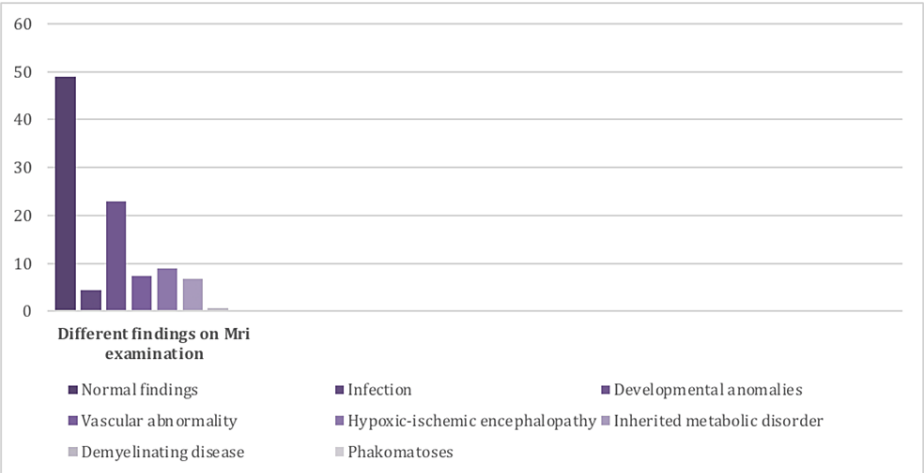 60
50
40
30
20
10
0
Different findings on Mri
examination
Normal findings
Infection
Developmental anomalies
Vascular abnormality
Hypoxic-ischemic encephalopathy
Inherited metabolic disorder
Demyelinating disease
Phakomatoses